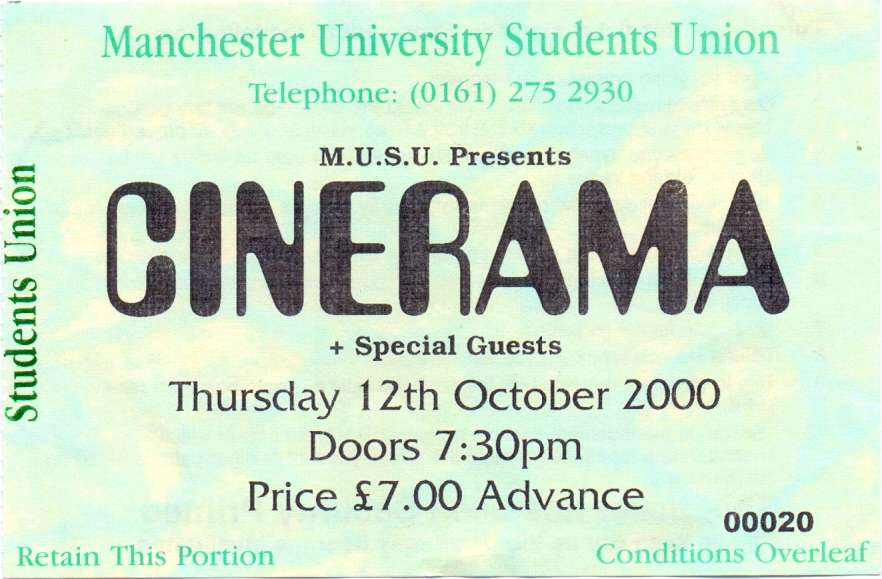 Manchester University Students Union
Telephone: (0161) 275 2930
M.U.S.U. Presents
CINERAMA
+ Special Guests
Thursday 12th October 2000
Doors 7:30pm
Price £7.00 Advance
00020
Retain This Portion
Conditions Overleaf
Students Union